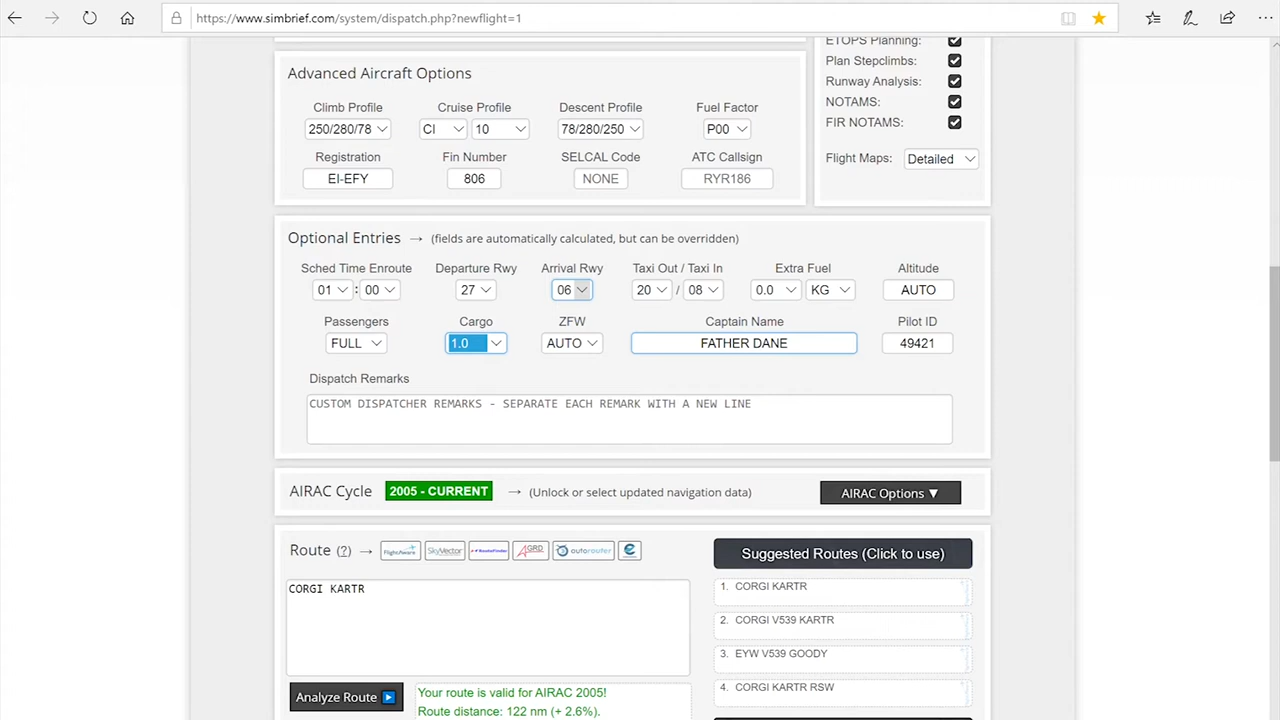 https://www.simbrief.com/system/dispatch.php?newflight=1
ETOPS Planning:
Plan Stepclimbs:
Runway Analysis:
NOTAMS:
FIR NOTAMS:
Flight Maps: Detailed
Advanced Aircraft Options
Climb Profile Cruise Profile Descent Profile Fuel Factor
250/280/78 CI 10 78/280/250 P00
Registration Fin Number SELCAL Code ATC Callsign
EI-EFY 806 NONE RYR186
Optional Entries → (fields are automatically calculated, but can be overridden)
Sched Time Enroute Departure Rwy Arrival Rwy Taxi Out / Taxi In Extra Fuel Altitude
01 : 00 27 06 20 / 08 0.0 KG AUTO
Passengers Cargo ZFW Captain Name Pilot ID
FULL 1.0 AUTO FATHER DANE 49421
Dispatch Remarks
CUSTOM DISPATCHER REMARKS - SEPARATE EACH REMARK WITH A NEW LINE
AIRAC Cycle 2005 - CURRENT → (Unlock or select updated navigation data) AIRAC Options ▼
Route (?) → FlightAware SkyVector RouteFinder AGRD autorouter
CORGI KARTR
Analyze Route
Your route is valid for AIRAC 2005!
Route distance: 122 nm (+ 2.6%).
Suggested Routes (Click to use)
1. CORGI KARTR
2. CORGI V539 KARTR
3. EYW V539 GOODY
4. CORGI KARTR RSW